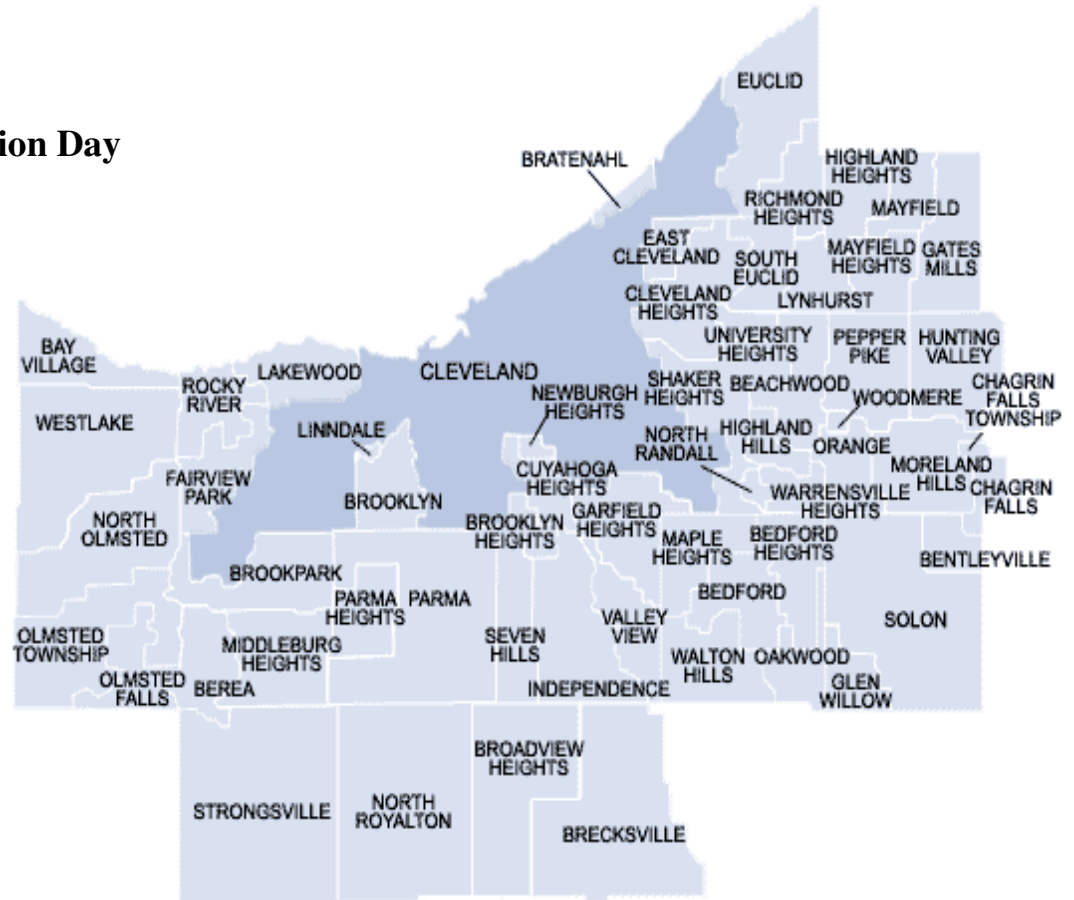 EUCLID
ion Day
BRATENAHL
HIGHLAND
HEIGHTS
RICHMOND
HEIGHTS
MAYFIELD
EAST
CLEVELAND
SOUTH
EUCLID
MAYFIELD
HEIGHTS
GATES
MILLS
CLEVELAND
HEIGHTS
LYNHURST
UNIVERSITY
HEIGHTS
PEPPER
PIKE
HUNTING
VALLEY
BAY
VILLAGE
LAKEWOOD
CLEVELAND
ROCKY
RIVER
NEWBURGH
HEIGHTS
SHAKER
HEIGHTS
BEACHWOOD
WOODMERE
CHAGRIN
FALLS
TOWNSHIP
WESTLAKE
LINNDALE
NORTH
RANDALL
HIGHLAND
HILLS
ORANGE
FAIRVIEW
PARK
CUYAHOGA
HEIGHTS
MORELAND
HILLS
CHAGRIN
FALLS
BROOKLYN
WARRENSVILLE
HEIGHTS
NORTH
OLMSTED
BROOKLYN
HEIGHTS
GARFIELD
HEIGHTS
MAPLE
HEIGHTS
BEDFORD
HEIGHTS
BENTLEYVILLE
BROOKPARK
PARMA
HEIGHTS
PARMA
BEDFORD
SOLON
OLMSTED
TOWNSHIP
MIDDLEBURG
HEIGHTS
SEVEN
HILLS
VALLEY
VIEW
WALTON
HILLS
OAKWOOD
OLMSTED
FALLS
BEREA
INDEPENDENCE
GLEN
WILLOW
BROADVIEW
HEIGHTS
STRONGSVILLE
NORTH
ROYALTON
BRECKSVILLE